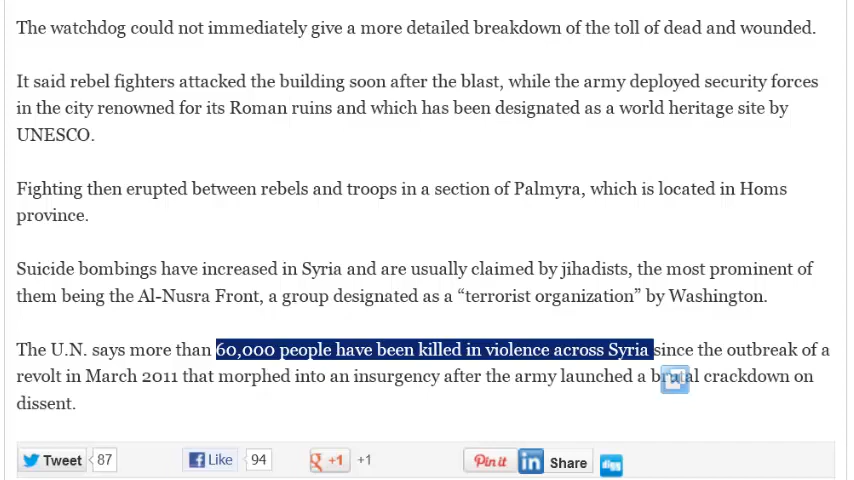 The watchdog could not immediately give a more detailed breakdown of the toll of dead and wounded.
It said rebel fighters attacked the building soon after the blast, while the army deployed security forces
in the city renowned for its Roman ruins and which has been designated as a world heritage site by
UNESCO.
Fighting then erupted between rebels and troops in a section of Palmyra, which is located in Homs
province.
Suicide bombings have increased in Syria and are usually claimed by jihadists, the most prominent of
them being the Al-Nusra Front, a group designated as a “terrorist organization” by Washington.
The U.N. says more than 60,000 people have been killed in violence across Syria since the outbreak of a
revolt in March 2011 that morphed into an insurgency after the army launched a brutal crackdown on
dissent.
Tweet 87 f Like 94 g +1 +1 Pin it in Share digg